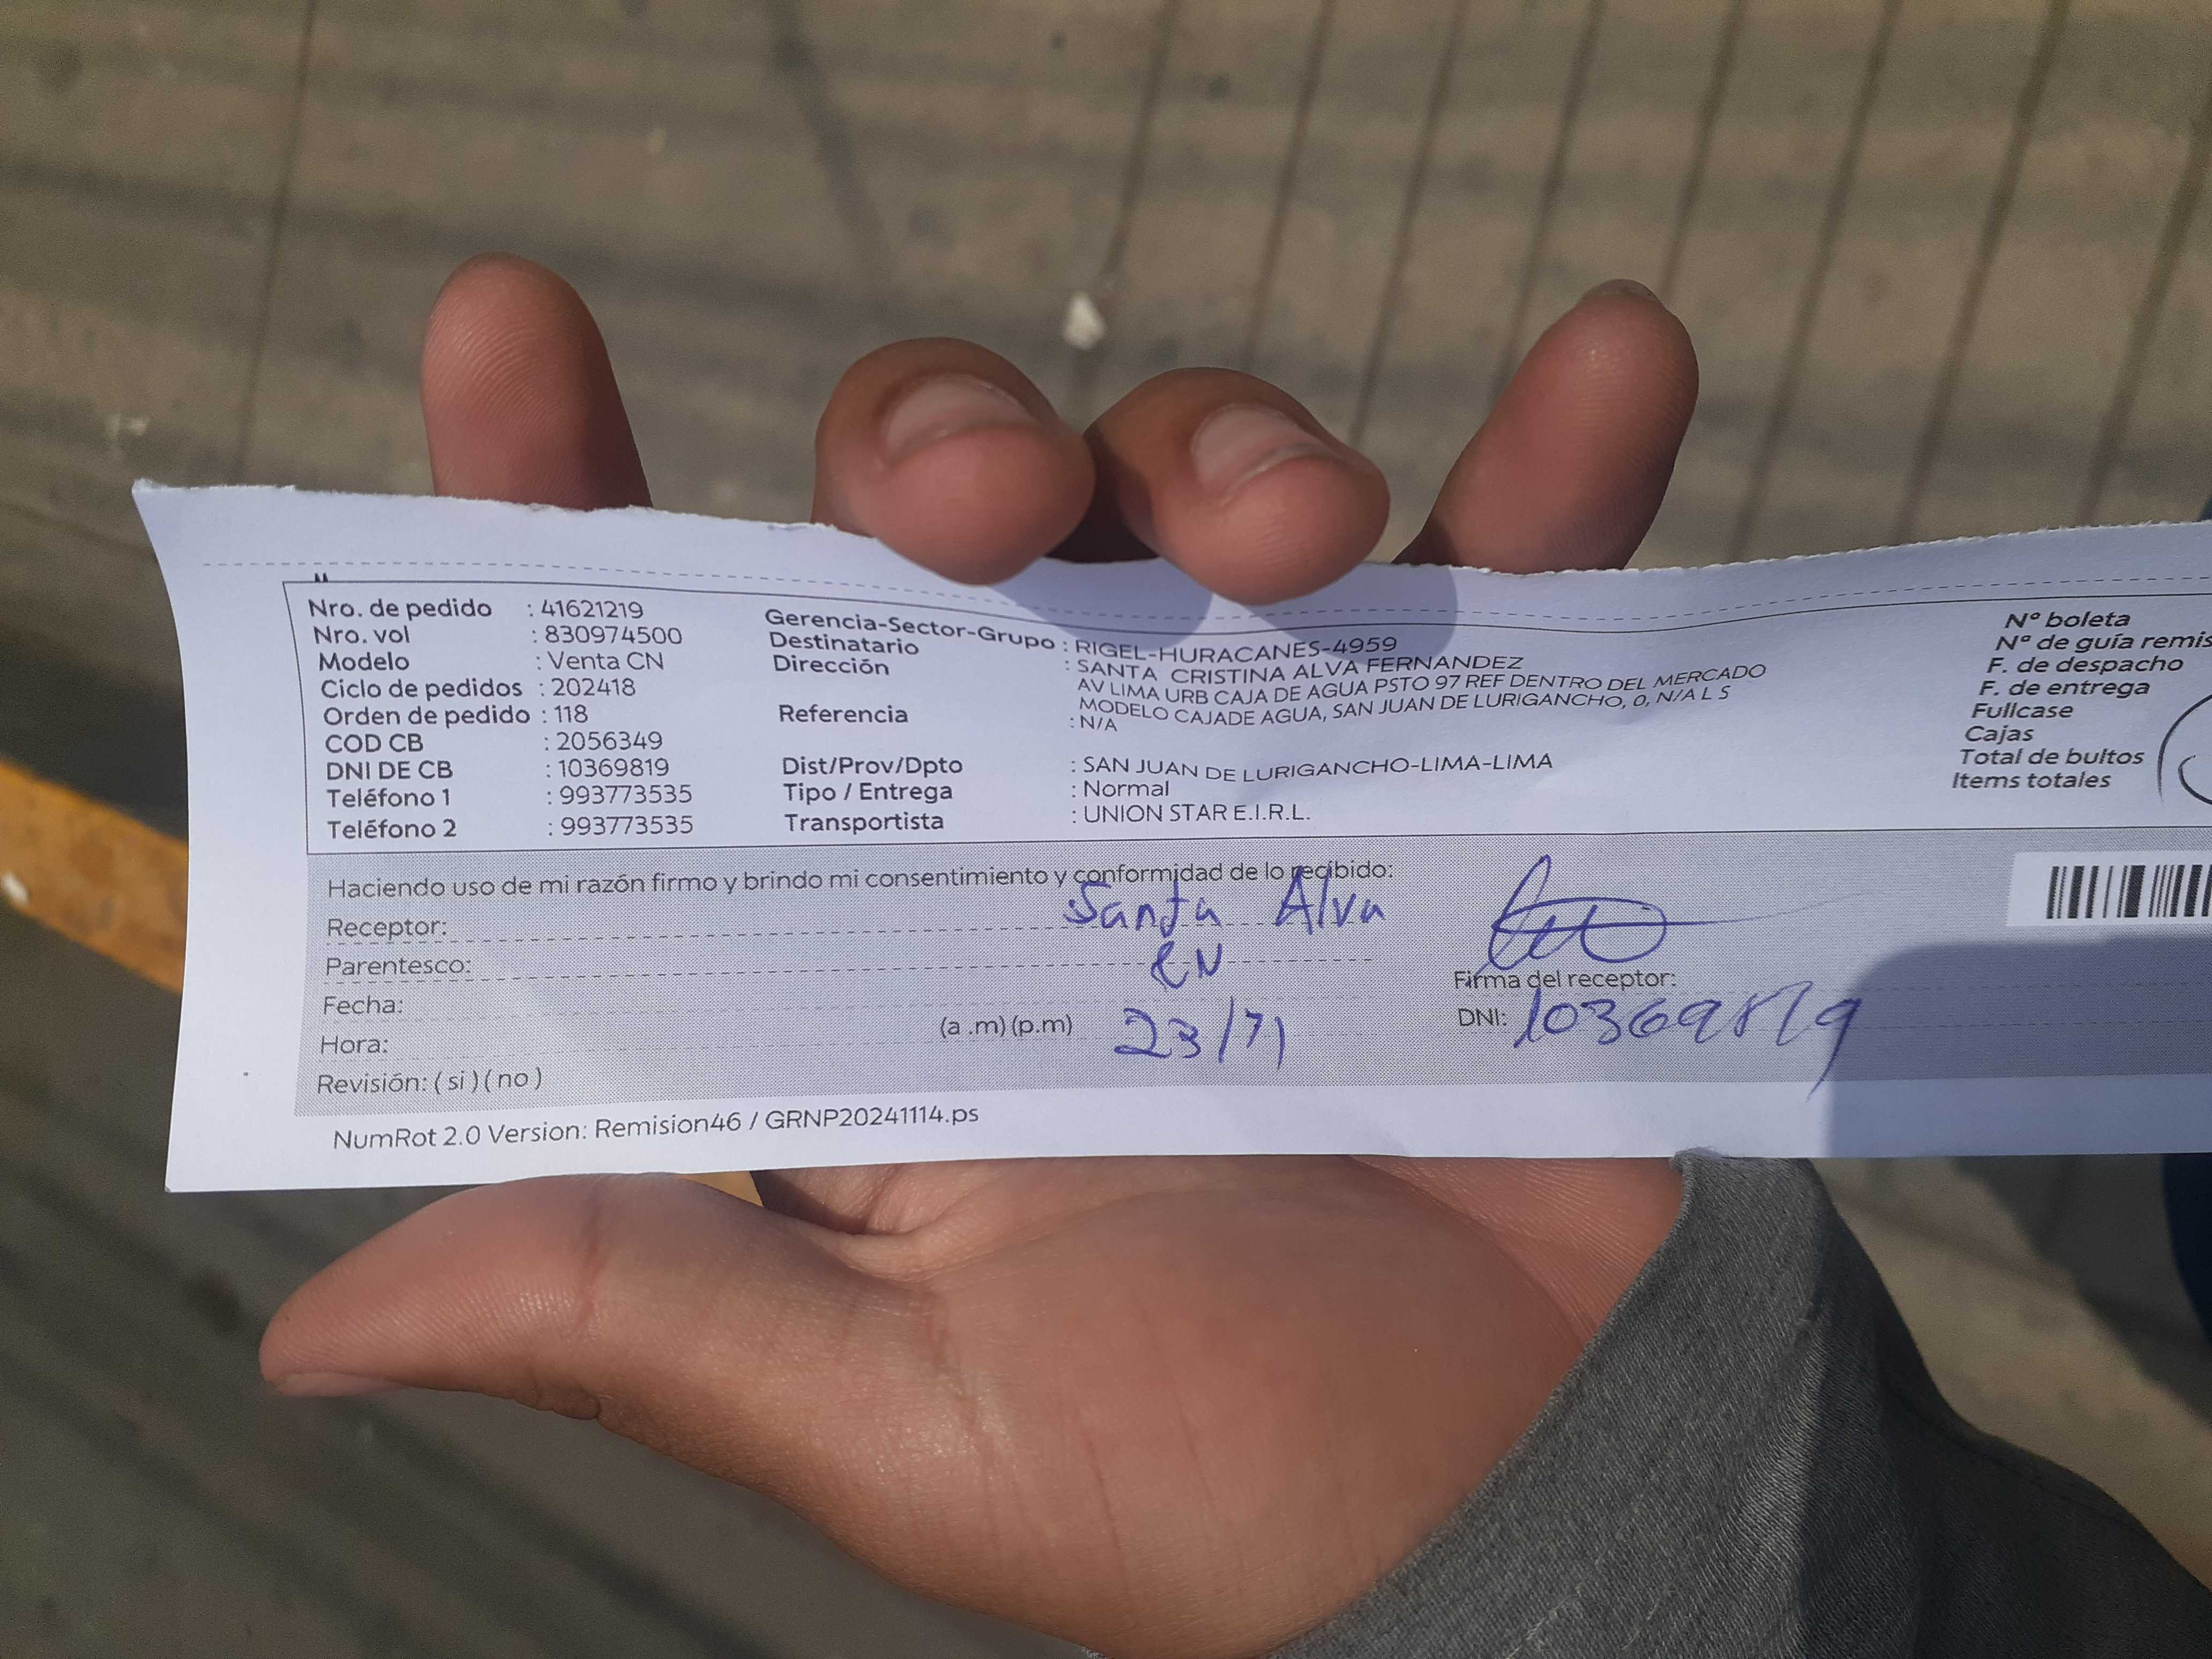 Nro. de pedido : 41621219
Nro. vol : 830974500
Modelo : Venta CN
Ciclo de pedidos : 202418
Orden de pedido : 118
COD CB : 2056349
DNI DE CB : 10369819
Teléfono 1 : 993773535
Teléfono 2 : 993773535
Gerencia-Sector-Grupo : RIGEL-HURACANES-4959
Destinatario : SANTA CRISTINA ALVA FERNANDEZ
Dirección AV LIMA URB CAJA DE AGUA PSTO 97 REF DENTRO DEL MERCADO
MODELO CAJADE AGUA, SAN JUAN DE LURIGANCHO, 0, N/A L S
Referencia : N/A
Dist/Prov/Dpto : SAN JUAN DE LURIGANCHO-LIMA-LIMA
Tipo / Entrega : Normal
Transportista : UNION STAR E.I.R.L.
Nº boleta
Nº de guía remis
F. de despacho
F. de entrega
Fullcase
Cajas
Total de bultos
Items totales
Haciendo uso de mi razón firmo y brindo mi consentimiento y conformidad de lo recibido:
Receptor: Santa Alva
Parentesco: CN
Fecha:
Hora: (a .m) (p.m) 23/11
Revisión: ( si ) ( no )
Firma del receptor:
DNI: 10369819
NumRot 2.0 Version: Remision46 / GRNP20241114.ps